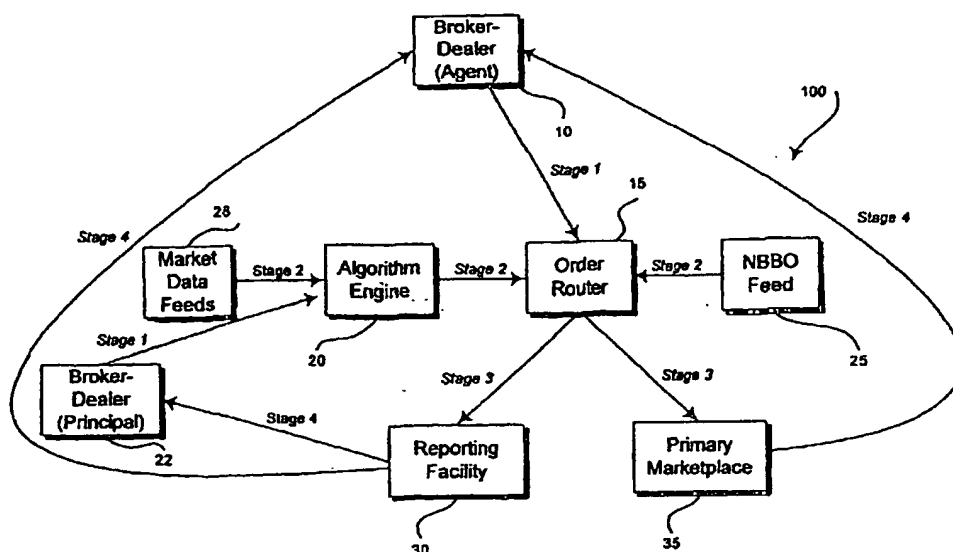 Broker-
Dealer
(Agent)
10
100
Stage 1
15
Stage 4
Stage 4
28
Market
Data
Feeds
Stage 2
Algorithm
Engine
Stage 2
Order
Router
Stage 2
NBBO
Feed
20
25
Stage 1
Broker-
Dealer
(Principal)
22
Stage 3
Stage 3
Stage 4
Reporting
Facility
30
Primary
Marketplace
35